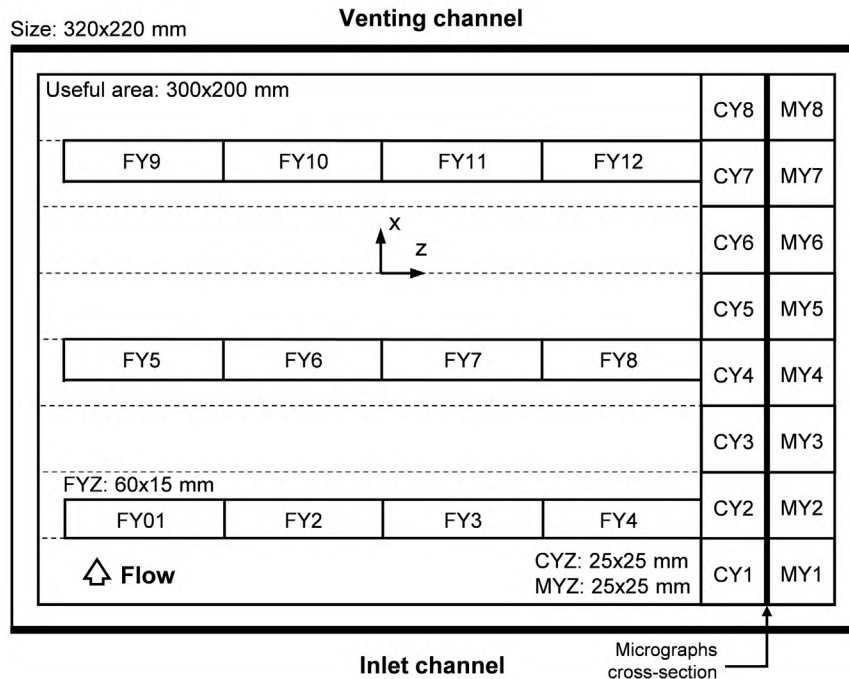 Venting channel
Size: 320x220 mm
Useful area: 300x200 mm
CY8 MY8
FY9 FY10 FY11 FY12
CY7 MY7
x
z
CY6 MY6
CY5 MY5
FY5 FY6 FY7 FY8
CY4 MY4
CY3 MY3
FYZ: 60x15 mm
CY2 MY2
FY01 FY2 FY3 FY4
CYZ: 25x25 mm
Flow
CY1 MY1
MYZ: 25x25 mm
Inlet channel
Micrographs
cross-section